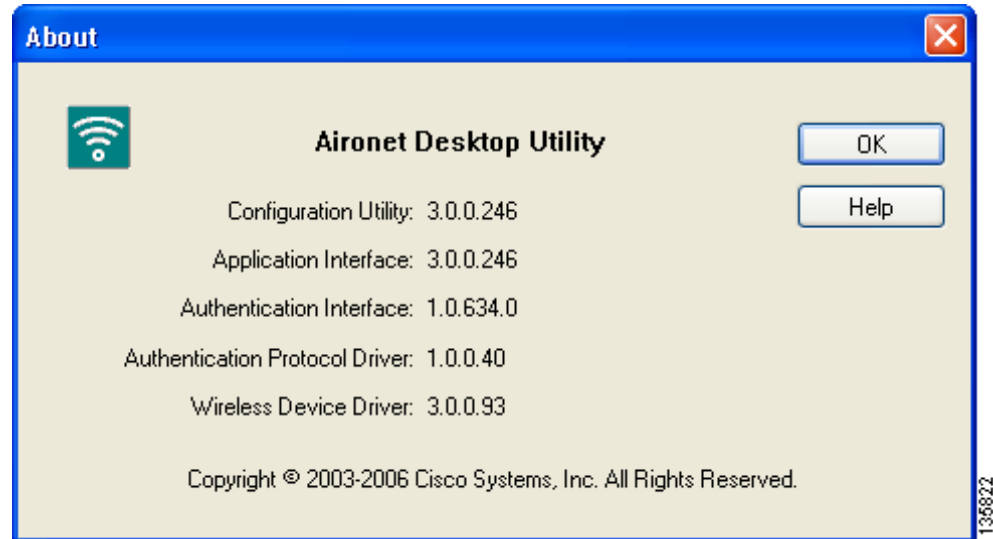 About
Aironet Desktop Utility
OK
Configuration Utility: 3.0.0.246
Help
Application Interface: 3.0.0.246
Authentication Interface: 1.0.634.0
Authentication Protocol Driver: 1.0.0.40
Wireless Device Driver: 3.0.0.93
Copyright © 2003-2006 Cisco Systems, Inc. All Rights Reserved.
135822